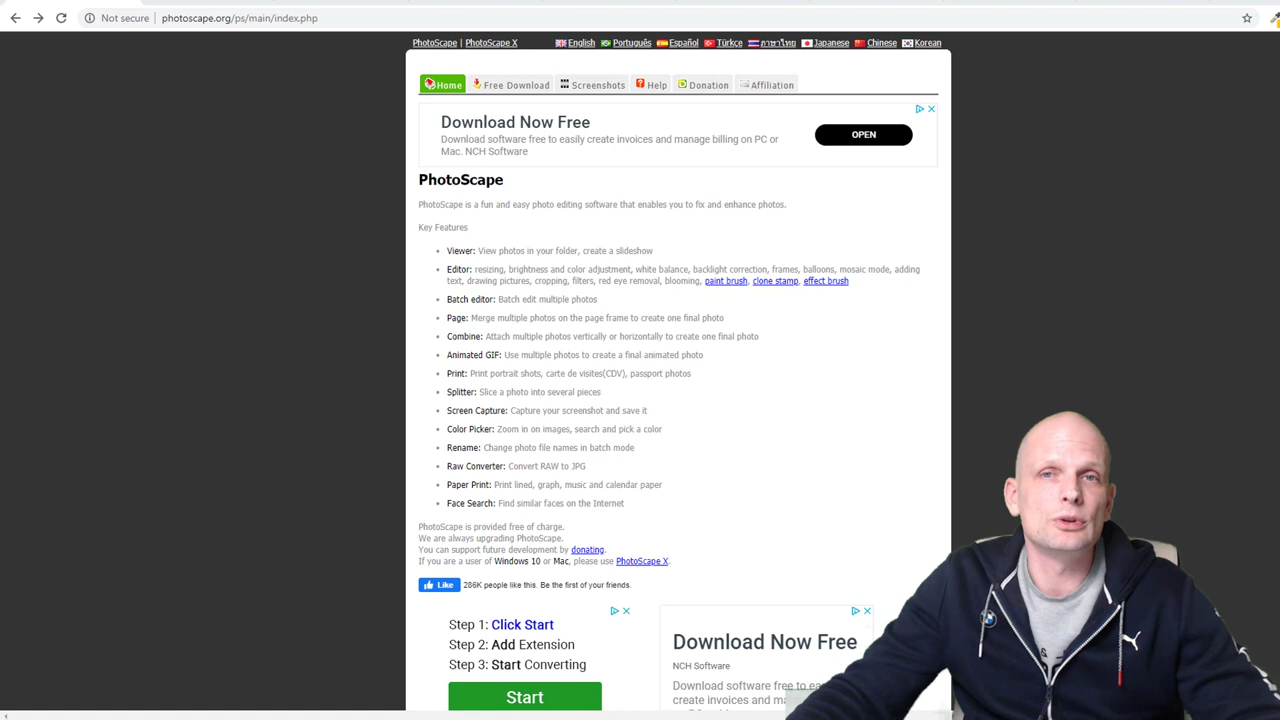 Not secure photoscape.org/ps/main/index.php
PhotoScape | PhotoScape X English Português Español Türkçe ภาษาไทย Japanese Chinese Korean
Home Free Download Screenshots Help Donation Affiliation
Download Now Free
Download software free to easily create invoices and manage billing on PC or
Mac. NCH Software
OPEN
PhotoScape
PhotoScape is a fun and easy photo editing software that enables you to fix and enhance photos.
Key Features
Viewer: View photos in your folder, create a slideshow
Editor: resizing, brightness and color adjustment, white balance, backlight correction, frames, balloons, mosaic mode, adding
text, drawing pictures, cropping, filters, red eye removal, blooming, paint brush, clone stamp, effect brush
Batch editor: Batch edit multiple photos
Page: Merge multiple photos on the page frame to create one final photo
Combine: Attach multiple photos vertically or horizontally to create one final photo
Animated GIF: Use multiple photos to create a final animated photo
Print: Print portrait shots, carte de visites(CDV), passport photos
Splitter: Slice a photo into several pieces
Screen Capture: Capture your screenshot and save it
Color Picker: Zoom in on images, search and pick a color
Rename: Change photo file names in batch mode
Raw Converter: Convert RAW to JPG
Paper Print: Print lined, graph, music and calendar paper
Face Search: Find similar faces on the Internet
PhotoScape is provided free of charge.
We are always upgrading PhotoScape.
You can support future development by donating.
If you are a user of Windows 10 or Mac, please use PhotoScape X.
Like 286K people like this. Be the first of your friends.
Step 1: Click Start
Step 2: Add Extension
Step 3: Start Converting
Start
Download Now Free
NCH Software
Download software free to
create invoices and